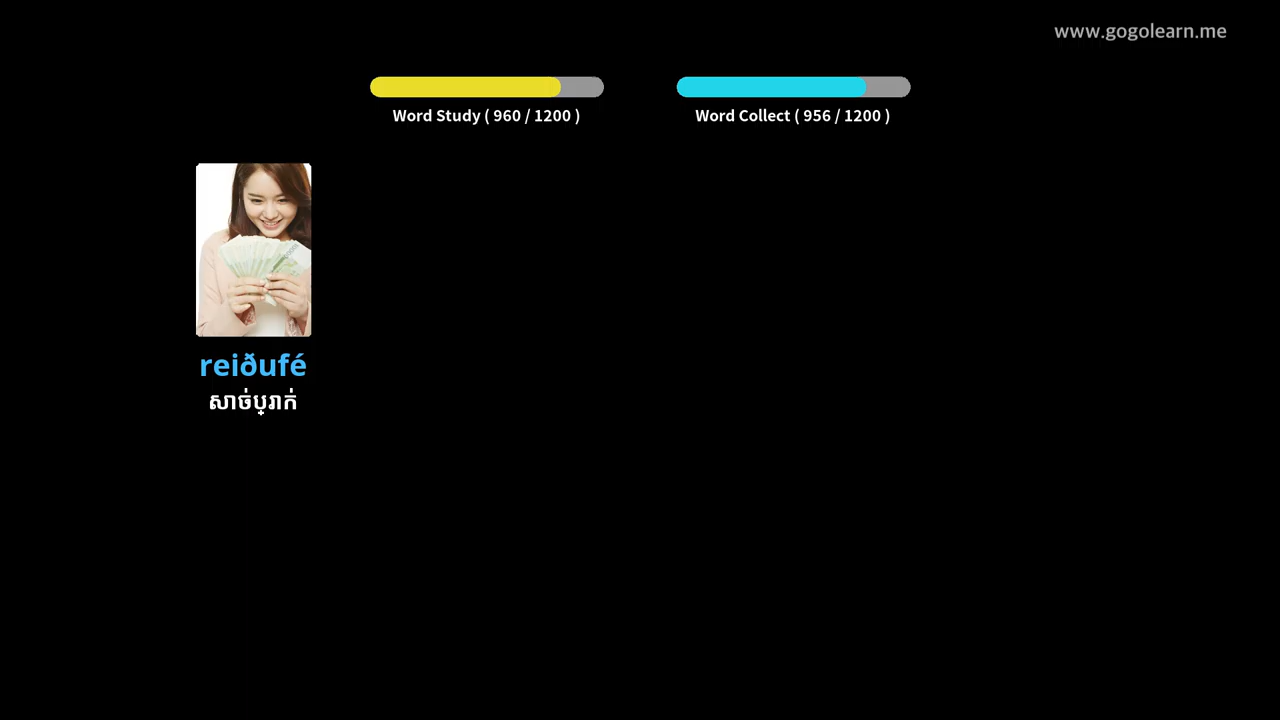 www.gogolearn.me
Word Study ( 960 / 1200 )
Word Collect ( 956 / 1200 )
reiðufé
សាច់ប្រាក់